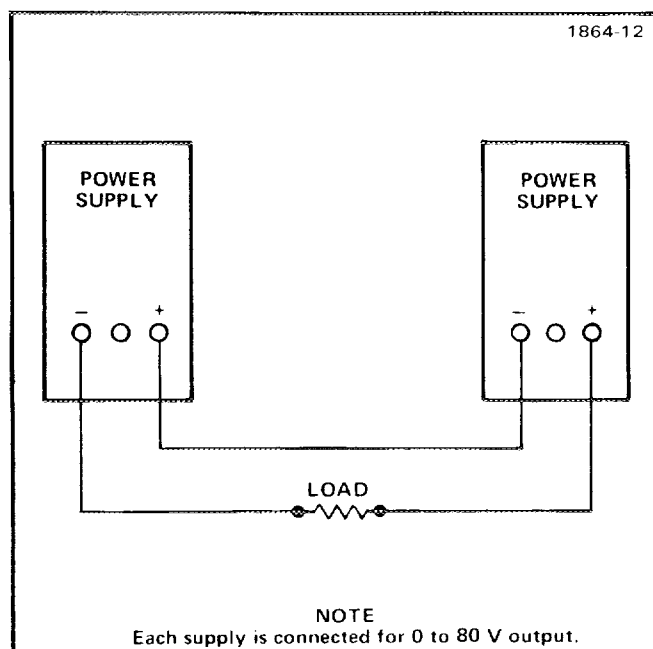 1864-12
POWER
SUPPLY
- +
POWER
SUPPLY
- +
LOAD
NOTE
Each supply is connected for 0 to 80 V output.